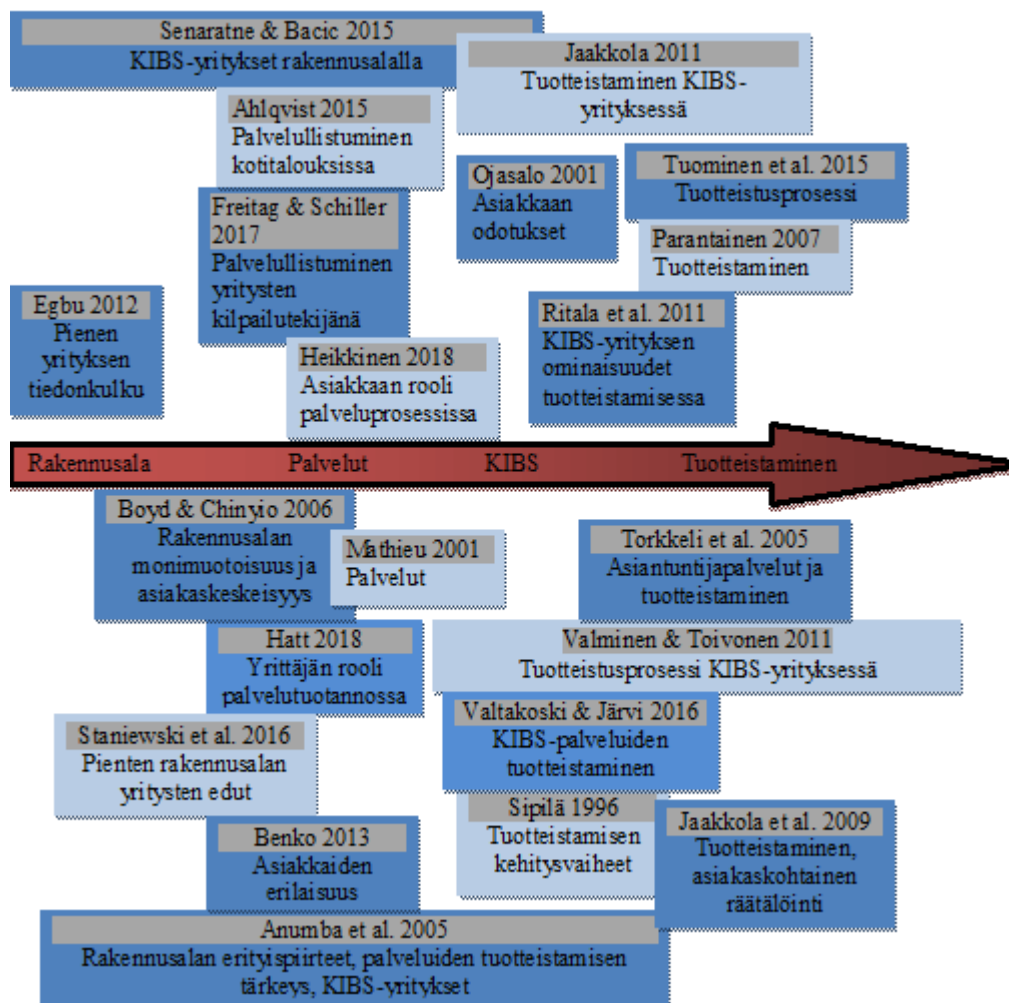 Senaratne & Bacic 2015
KIBS-yritykset rakennusalalla
Jaakkola 2011
Tuotteistaminen KIBS-
yrityksessä
Ahlqvist 2015
Palvelullistuminen
kotitalouksissa
Ojasalo 2001
Asiakkaan
odotukset
Tuominen et al. 2015
Tuotteistusprosessi
Freitag & Schiller
2017
Palvelullistuminen
yritysten
kilpailutekijänä
Parantainen 2007
Tuotteistaminen
Egbu 2012
Pienen
yrityksen
tiedonkulku
Ritala et al. 2011
KIBS-yrityksen
ominaisuudet
tuotteistamisessa
Heikkinen 2018
Asiakkaan rooli
palveluprosessissa
Rakennusala Palvelut KIBS Tuotteistaminen
Boyd & Chinyio 2006
Rakennusalan
monimuotoisuus ja
asiakaskeskeisyys
Mathieu 2001
Palvelut
Torkkeli et al. 2005
Asiantuntijapalvelut ja
tuotteistaminen
Hatt 2018
Yrittäjän rooli
palvelutuotannossa
Valminen & Toivonen 2011
Tuotteistusprosessi KIBS-yrityksessä
Valtakoski & Järvi 2016
KIBS-palveluiden
tuotteistaminen
Staniewski et al. 2016
Pienten rakennusalan
yritysten edut
Sipilä 1996
Tuotteistamisen
kehitysvaiheet
Jaakkola et al. 2009
Tuotteistaminen,
asiakaskohtainen
räätälöinti
Benko 2013
Asiakkaiden
erilaisuus
Anumba et al. 2005
Rakennusalan erityispiirteet, palveluiden tuotteistamisen
tärkeys, KIBS-yritykset